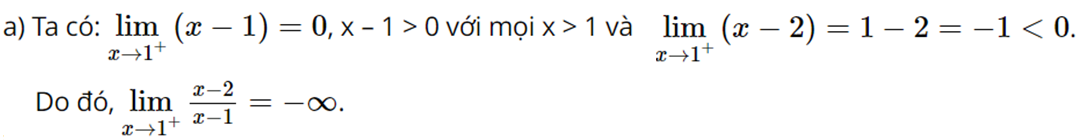 a) Ta có: lim_{x→1⁺} (x − 1) = 0, x – 1 > 0 với mọi x > 1 và lim_{x→1⁺} (x − 2) = 1 − 2 = −1 < 0.
Do đó, lim_{x→1⁺} \frac{x−2}{x−1} = −∞.